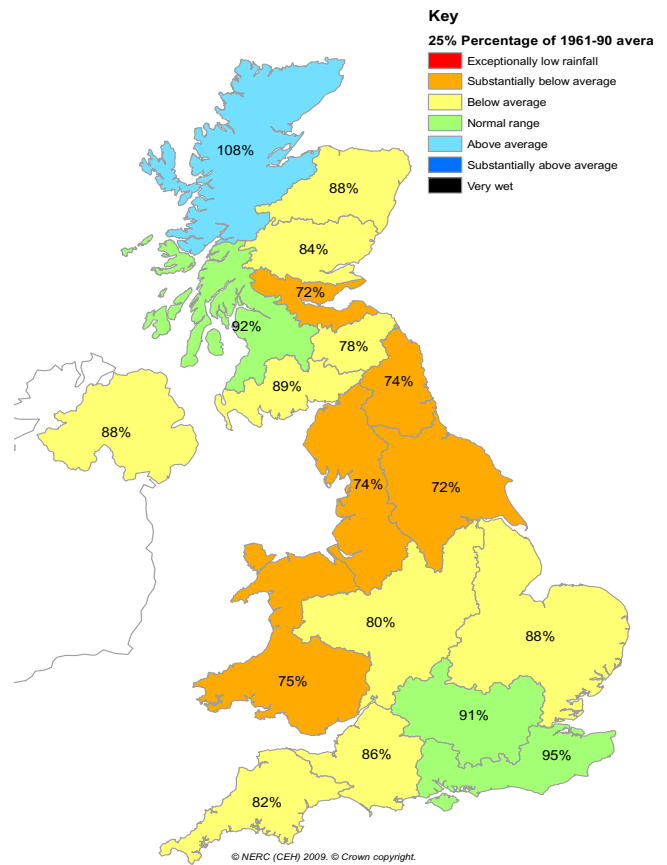 Key
25% Percentage of 1961-90 avera
Exceptionally low rainfall
Substantially below average
Below average
Normal range
Above average
Substantially above average
Very wet
108%
88%
84%
72%
92%
78%
89%
74%
88%
74%
72%
80%
88%
75%
91%
95%
86%
82%
© NERC (CEH) 2009. © Crown copyright.